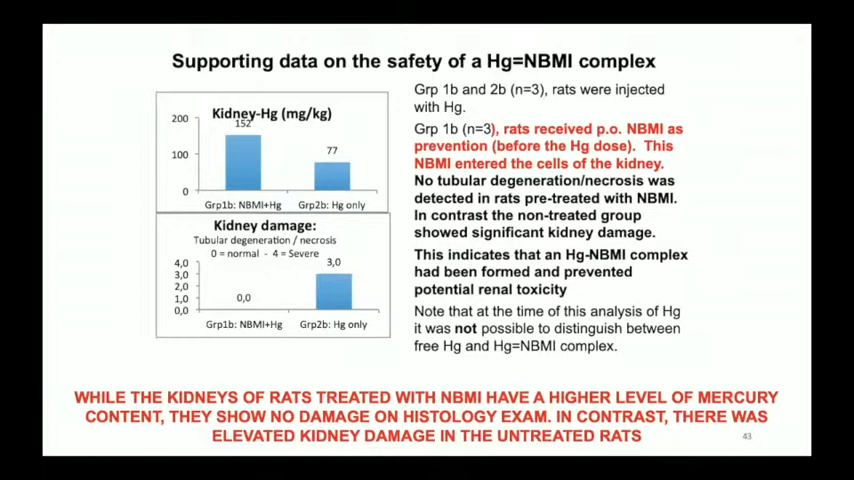 Supporting data on the safety of a Hg=NBMI complex
Kidney-Hg (mg/kg)
200
100
0
152
77
Grp1b: NBMI+Hg
Grp2b: Hg only
Kidney damage:
Tubular degeneration / necrosis
0 = normal - 4 = Severe
4,0
3,0
2,0
1,0
0,0
0,0
3,0
Grp1b: NBMI+Hg
Grp2b: Hg only
Grp 1b and 2b (n=3), rats were injected
with Hg.
Grp 1b (n=3), rats received p.o. NBMI as
prevention (before the Hg dose). This
NBMI entered the cells of the kidney.
No tubular degeneration/necrosis was
detected in rats pre-treated with NBMI.
In contrast the non-treated group
showed significant kidney damage.
This indicates that an Hg-NBMI complex
had been formed and prevented
potential renal toxicity
Note that at the time of this analysis of Hg
it was not possible to distinguish between
free Hg and Hg=NBMI complex.
WHILE THE KIDNEYS OF RATS TREATED WITH NBMI HAVE A HIGHER LEVEL OF MERCURY
CONTENT, THEY SHOW NO DAMAGE ON HISTOLOGY EXAM. IN CONTRAST, THERE WAS
ELEVATED KIDNEY DAMAGE IN THE UNTREATED RATS
43